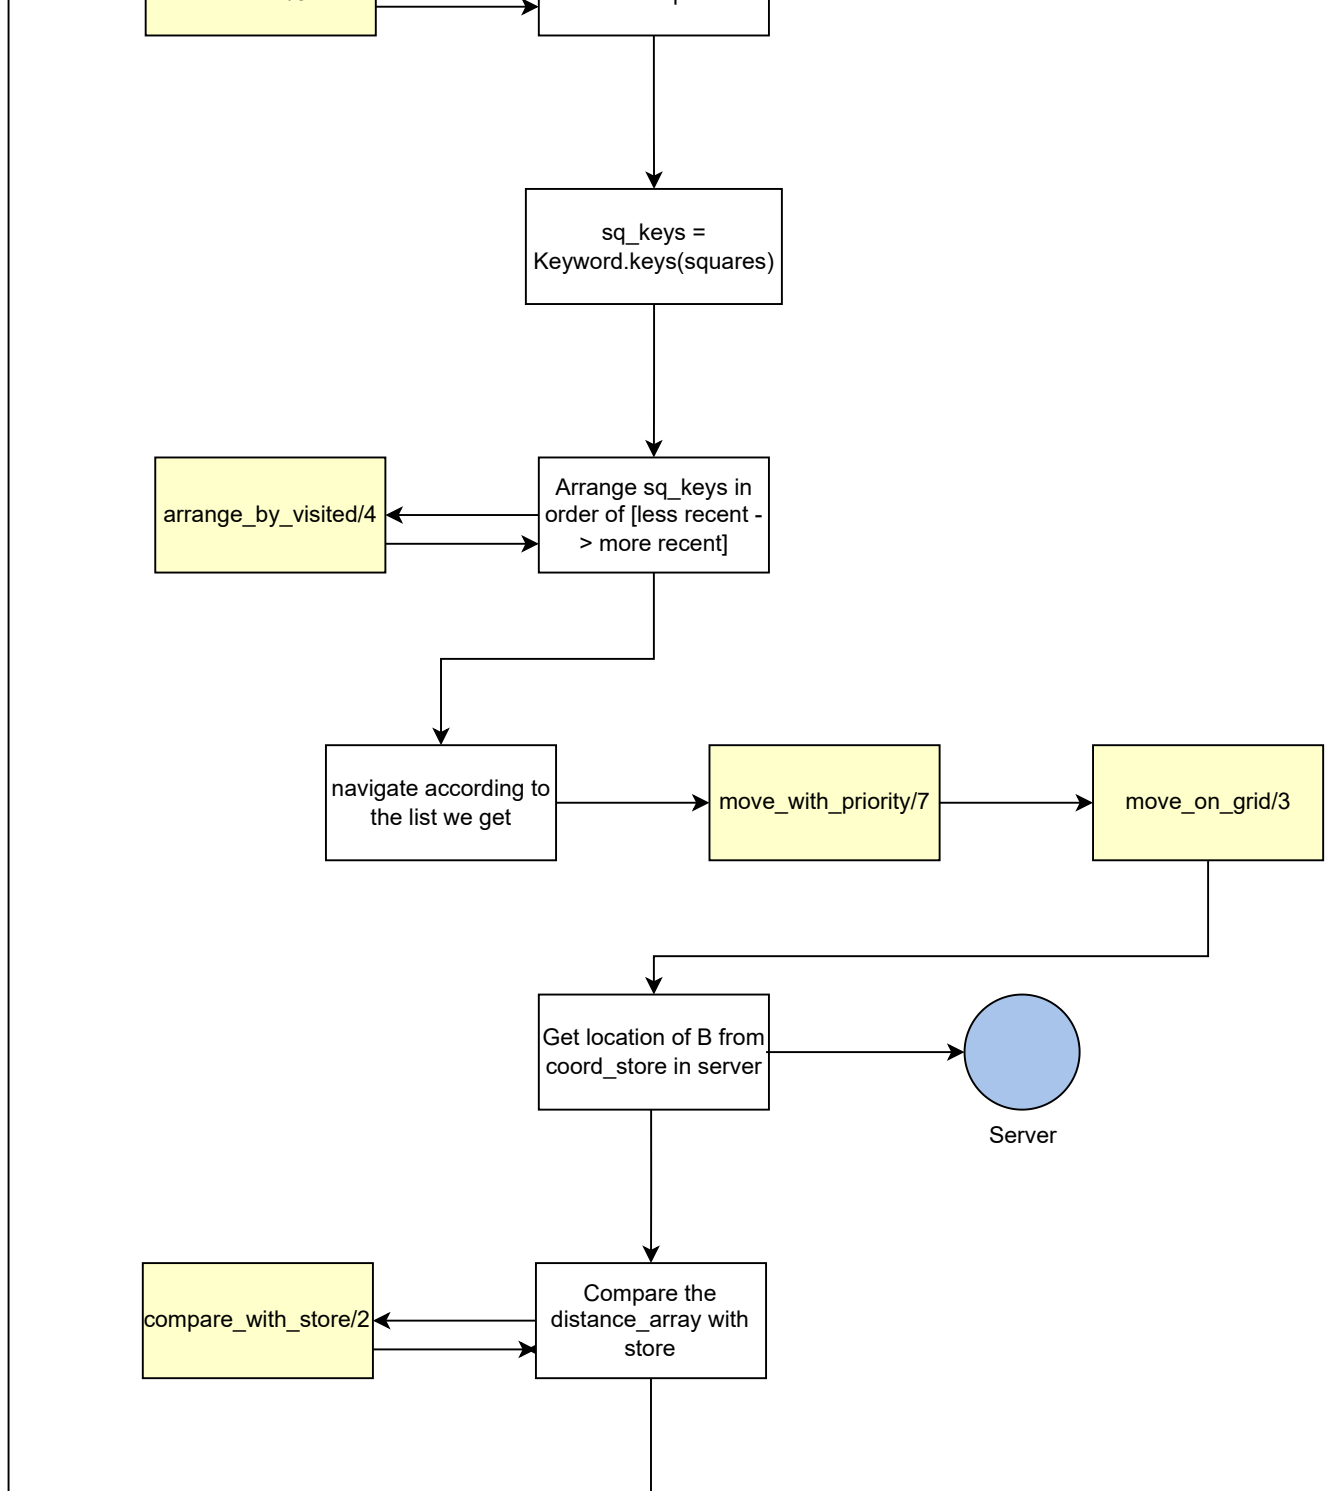 sq_keys =
Keyword.keys(squares)
arrange_by_visited/4
Arrange sq_keys in
order of [less recent -
> more recent]
navigate according to
the list we get
move_with_priority/7
move_on_grid/3
Get location of B from
coord_store in server
Server
compare_with_store/2
Compare the
distance_array with
store